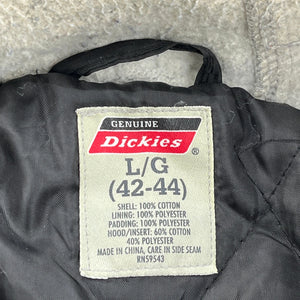 GENUINE
Dickies
®
L/G
(42-44)
SHELL: 100% COTTON
LINING: 100% POLYESTER
PADDING: 100% POLYESTER
HOOD/INSERT: 60% COTTON
40% POLYESTER
MADE IN CHINA, CARE IN SIDE SEAM
RN59543